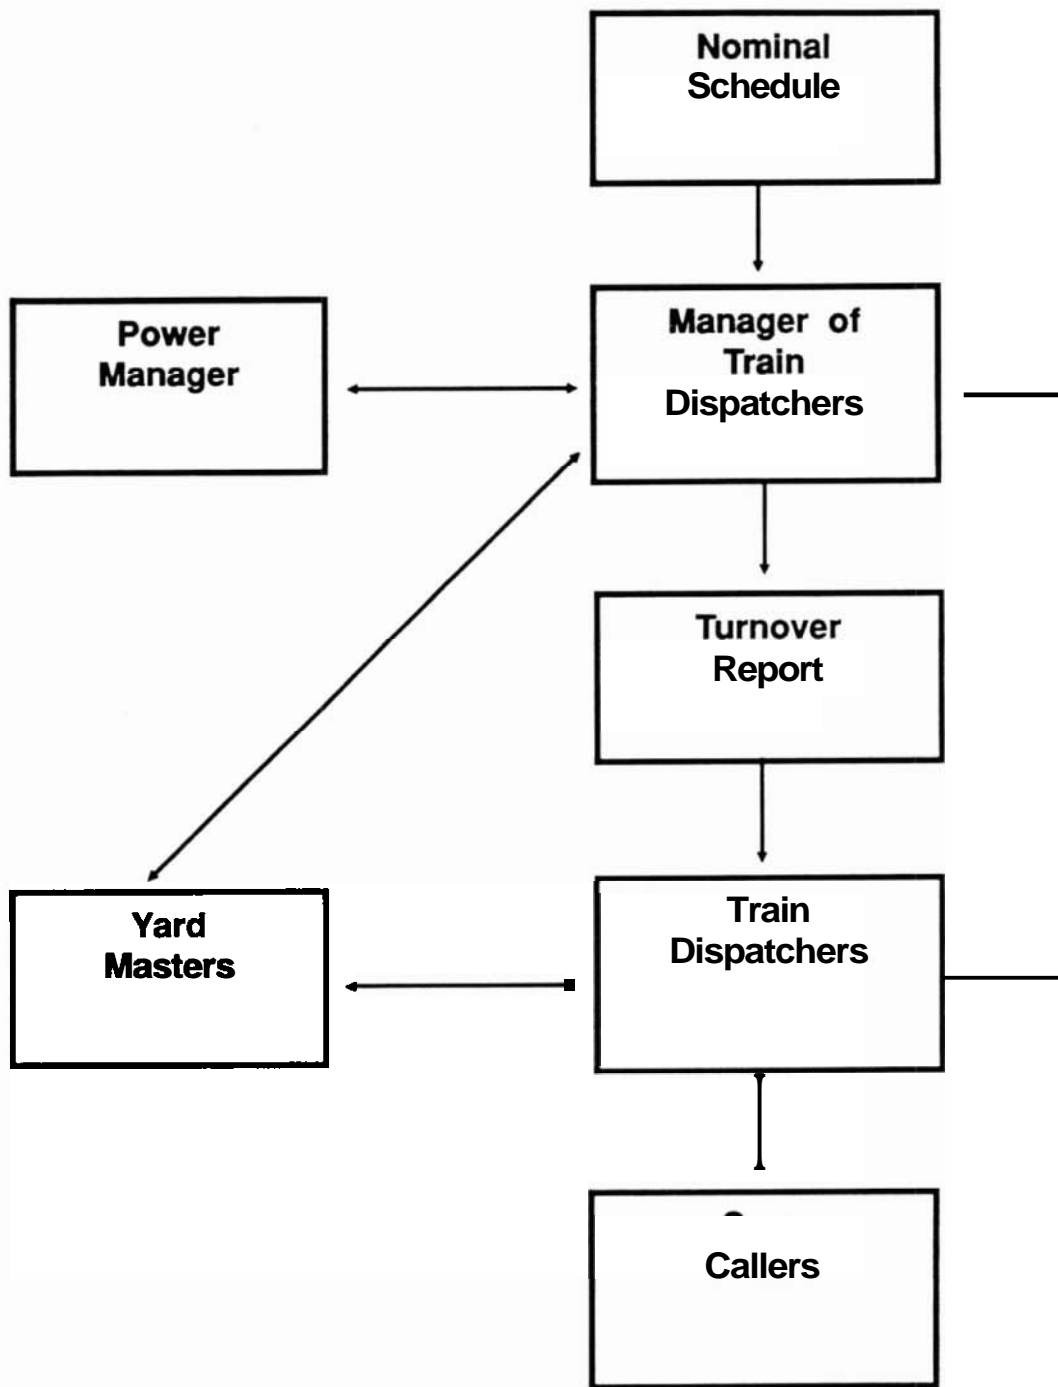 Nominal
Schedule
Power
Manager
Manager of
Train
Dispatchers
Turnover
Report
Yard
Masters
Train
Dispatchers
Callers